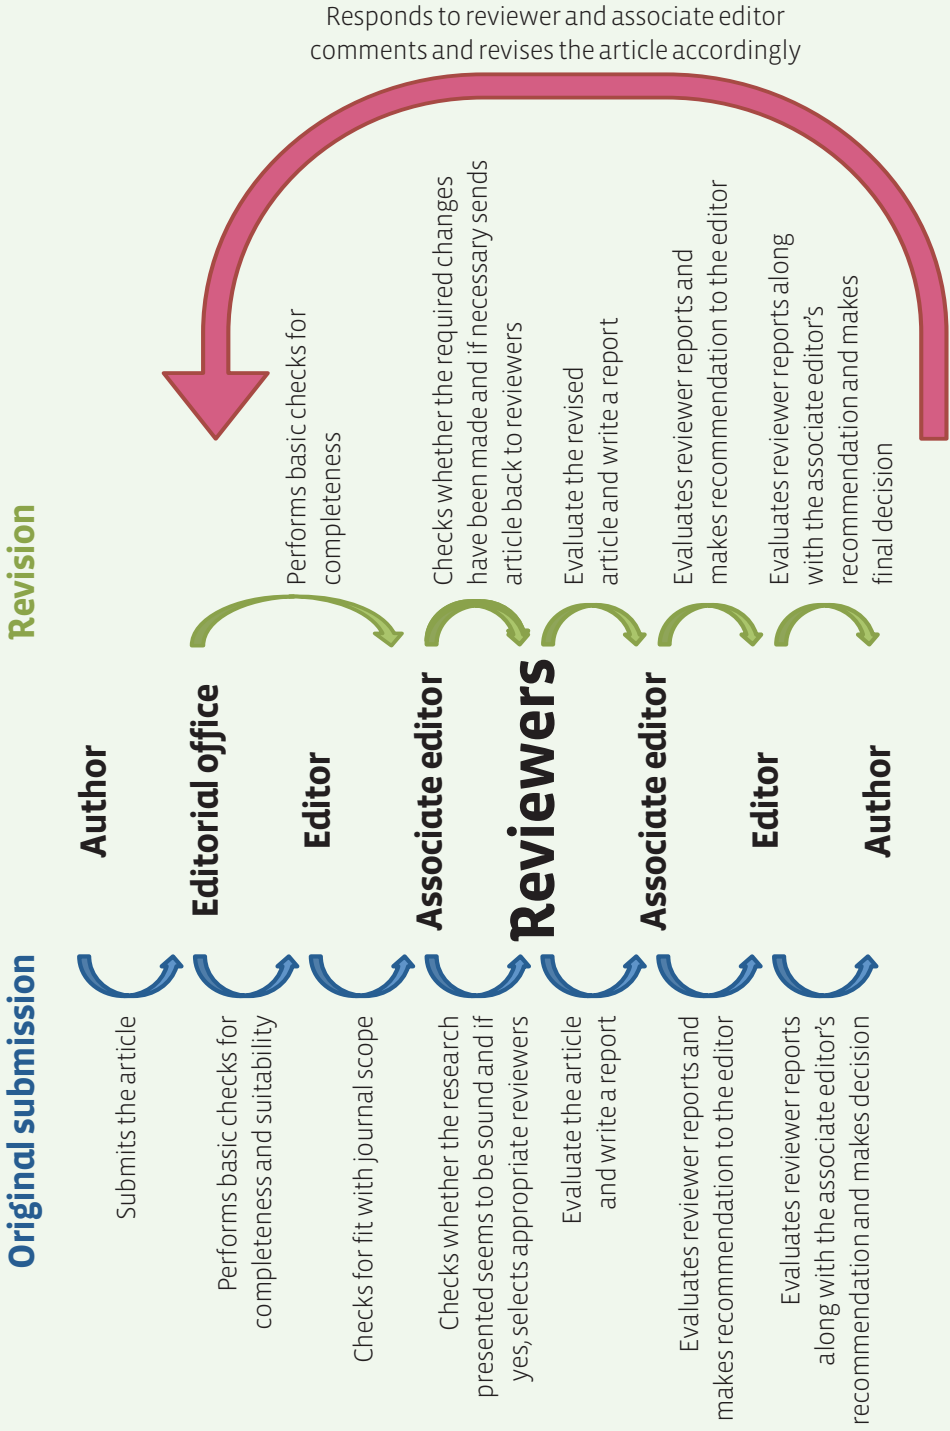 Original submission
Submits the article
Performs basic checks for
completeness and suitability
Checks for fit with journal scope
Checks whether the research
presented seems to be sound and if
yes, selects appropriate reviewers
Evaluate the article
and write a report
Evaluates reviewer reports and
makes recommendation to the editor
Evaluates reviewer reports
along with the associate editor’s
recommendation and makes decision
Author
Editorial office
Editor
Associate editor
Reviewers
Associate editor
Editor
Author
Revision
Performs basic checks for
completeness
Checks whether the required changes
have been made and if necessary sends
article back to reviewers
Evaluate the revised
article and write a report
Evaluates reviewer reports and
makes recommendation to the editor
Evaluates reviewer reports along
with the associate editor’s
recommendation and makes
final decision
Responds to reviewer and associate editor
comments and revises the article accordingly